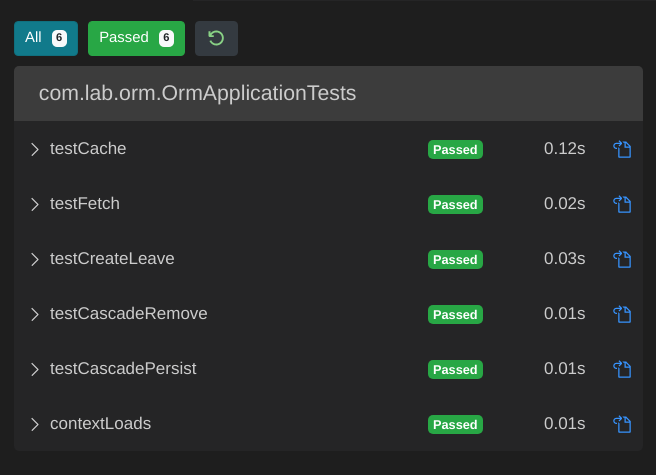 All 6 Passed 6
com.lab.orm.OrmApplicationTests
testCache Passed 0.12s
testFetch Passed 0.02s
testCreateLeave Passed 0.03s
testCascadeRemove Passed 0.01s
testCascadePersist Passed 0.01s
contextLoads Passed 0.01s